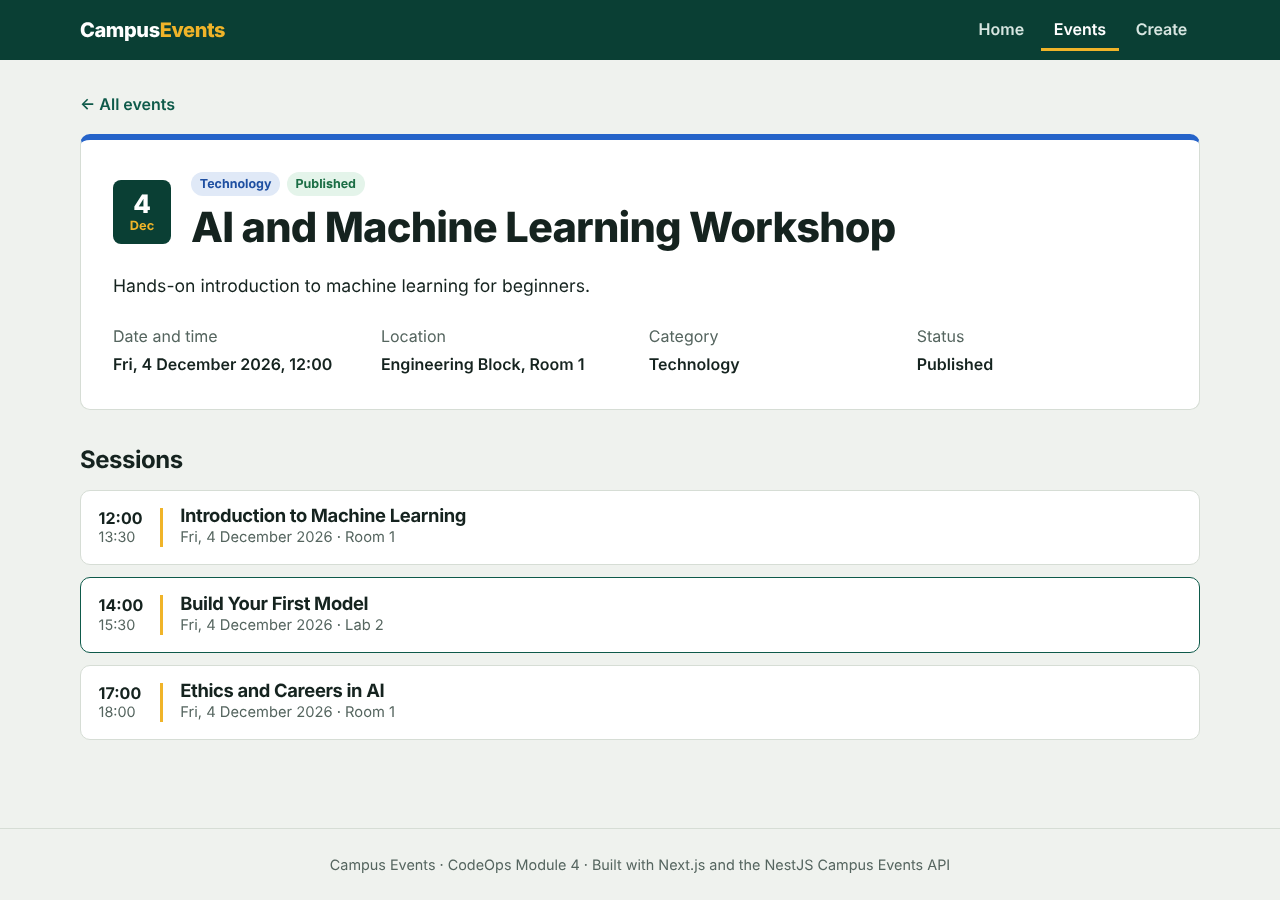 CampusEvents
Home Events Create
← All events
4
Dec
Technology Published
AI and Machine Learning Workshop
Hands-on introduction to machine learning for beginners.
Date and time
Fri, 4 December 2026, 12:00
Location
Engineering Block, Room 1
Category
Technology
Status
Published
Sessions
12:00
13:30
Introduction to Machine Learning
Fri, 4 December 2026 · Room 1
14:00
15:30
Build Your First Model
Fri, 4 December 2026 · Lab 2
17:00
18:00
Ethics and Careers in AI
Fri, 4 December 2026 · Room 1
Campus Events · CodeOps Module 4 · Built with Next.js and the NestJS Campus Events API